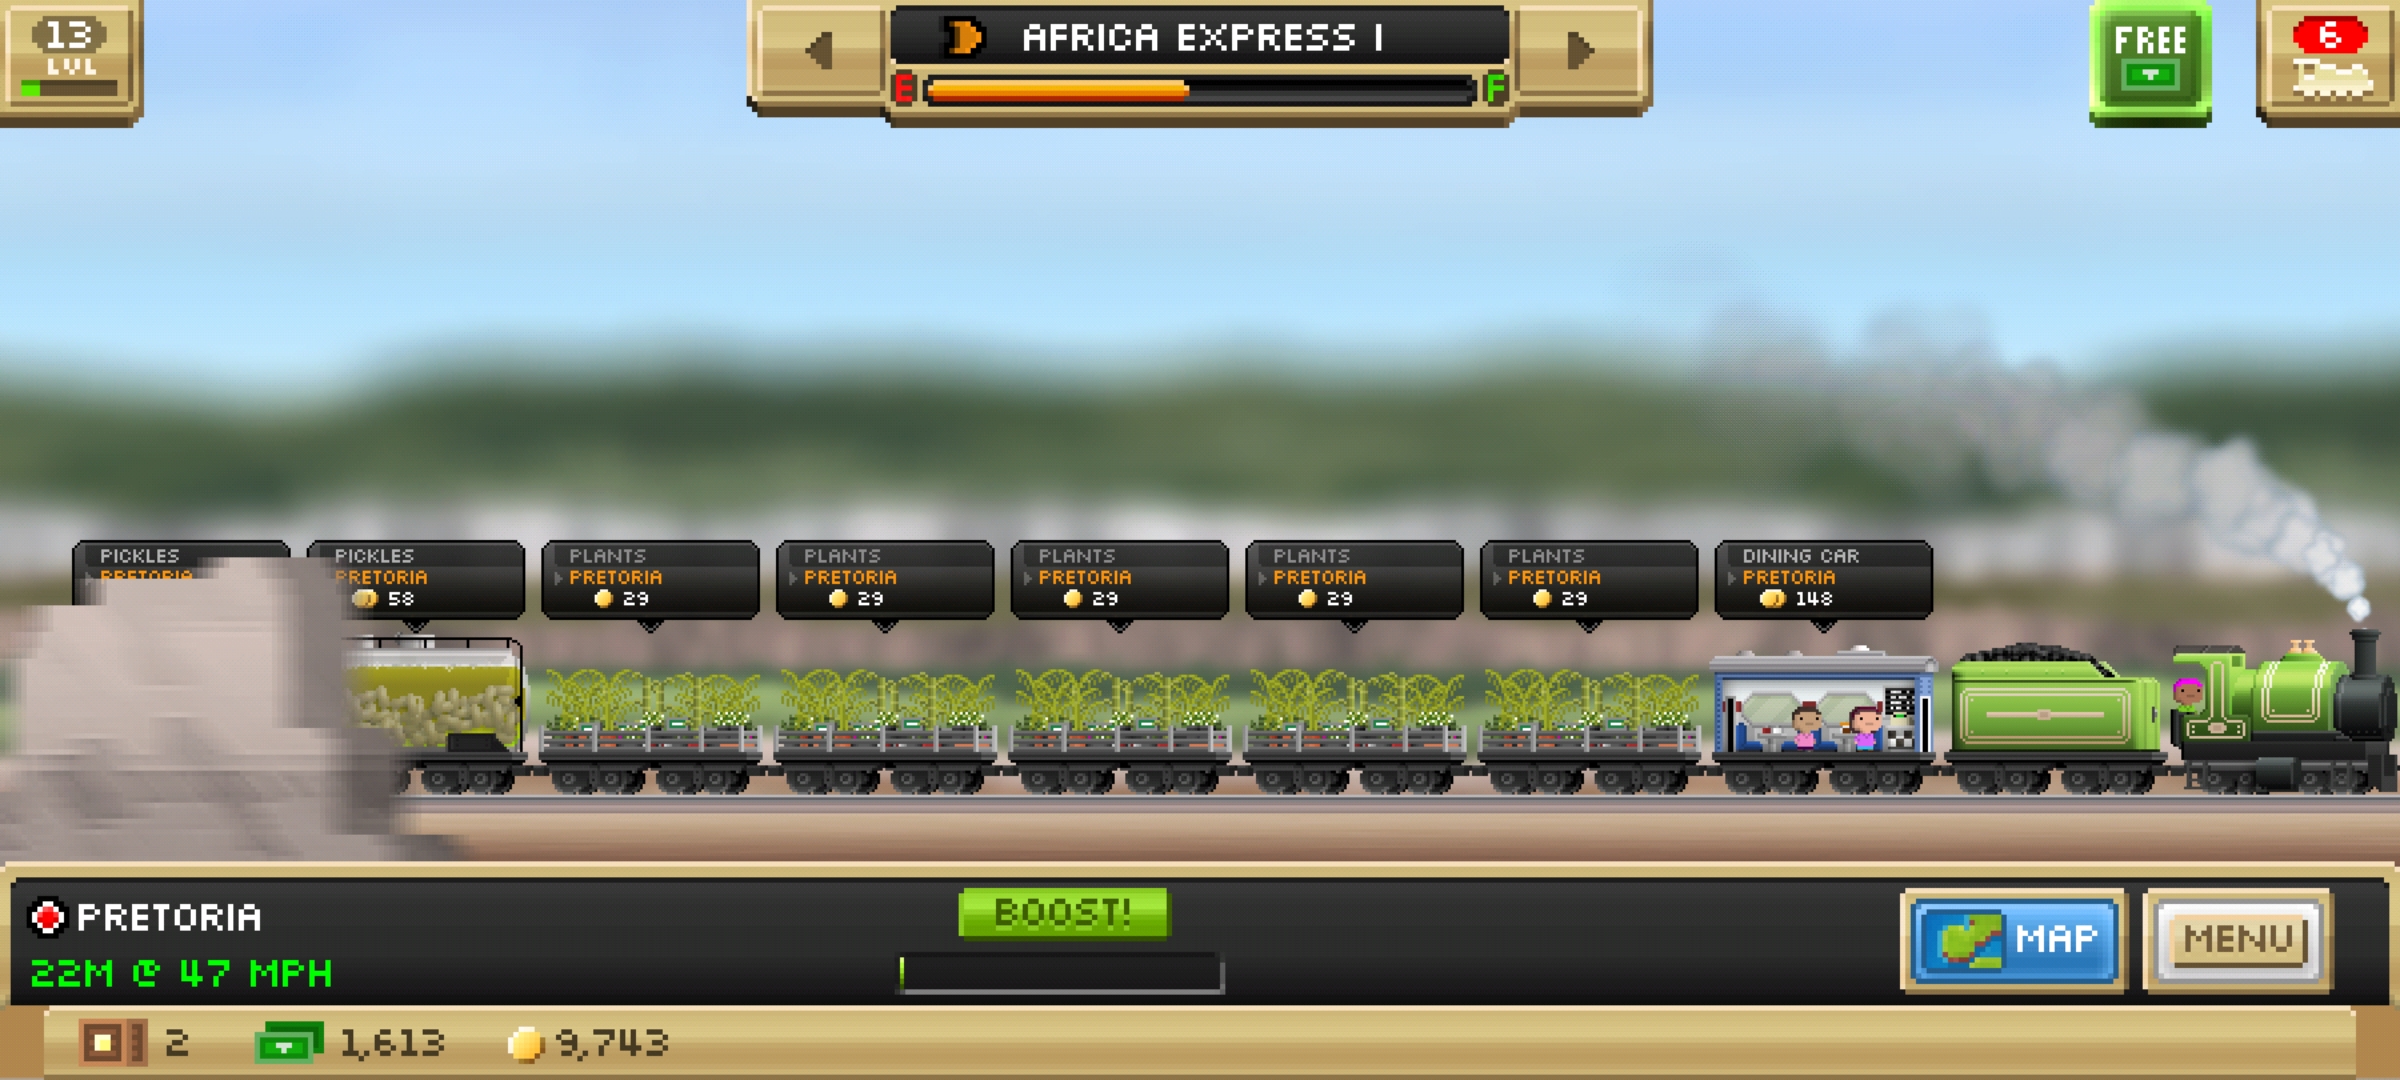 13
LVL
AFRICA EXPRESS I
E
F
FREE
6
PICKLES
PRETORIA
PICKLES
PRETORIA
58
PLANTS
PRETORIA
29
PLANTS
PRETORIA
29
PLANTS
PRETORIA
29
PLANTS
PRETORIA
29
PLANTS
PRETORIA
29
DINING CAR
PRETORIA
148
PRETORIA
22M @ 47 MPH
BOOST!
MAP
MENU
2
1,613
9,743